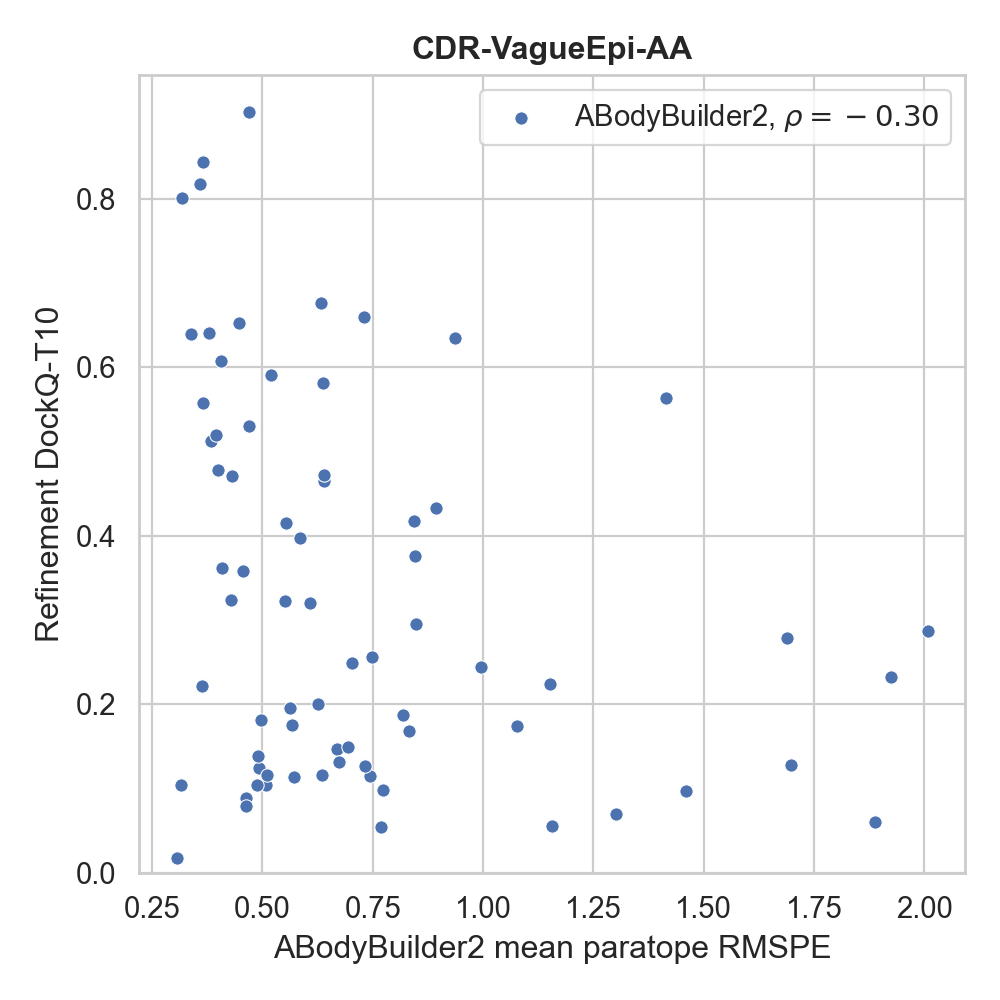 CDR-VagueEpi-AA
ABodyBuilder2, ρ = − 0.30
Refinement DockQ-T10
0.8
0.6
0.4
0.2
0.0
0.25 0.50 0.75 1.00 1.25 1.50 1.75 2.00
ABodyBuilder2 mean paratope RMSPE